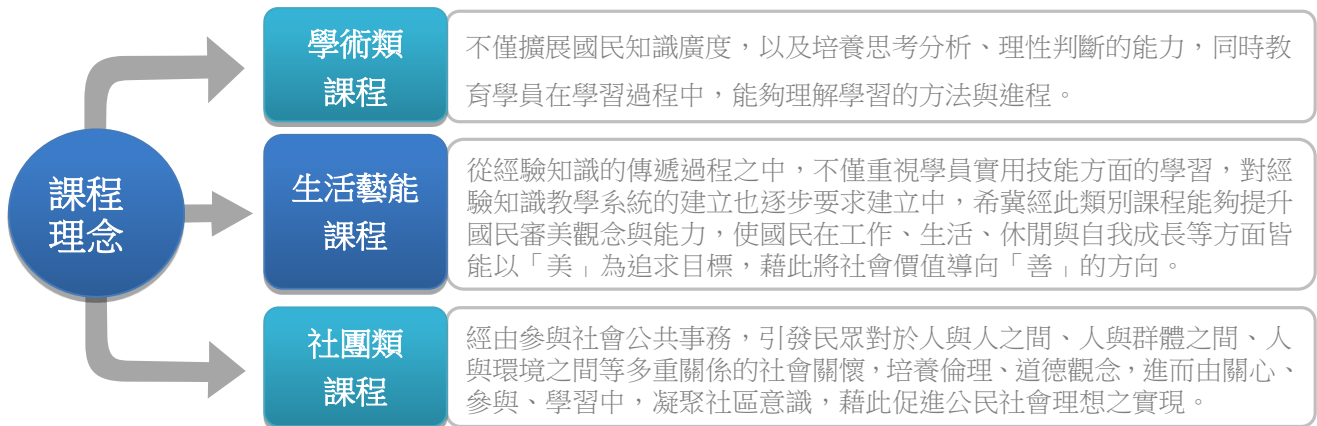 課程
理念
學術類
課程
不僅擴展國民知識廣度，以及培養思考分析、理性判斷的能力，同時教
育學員在學習過程中，能夠理解學習的方法與進程。
生活藝能
課程
從經驗知識的傳遞過程之中，不僅重視學員實用技能方面的學習，對經
驗知識教學系統的建立也逐步要求建立中，希冀經此類別課程能夠提升
國民審美觀念與能力，使國民在工作、生活、休閒與自我成長等方面皆
能以「美」為追求目標，藉此將社會價值導向「善」的方向。
社團類
課程
經由參與社會公共事務，引發民眾對於人與人之間、人與群體之間、人
與環境之間等多重關係的社會關懷，培養倫理、道德觀念，進而由關心、
參與、學習中，凝聚社區意識，藉此促進公民社會理想之實現。